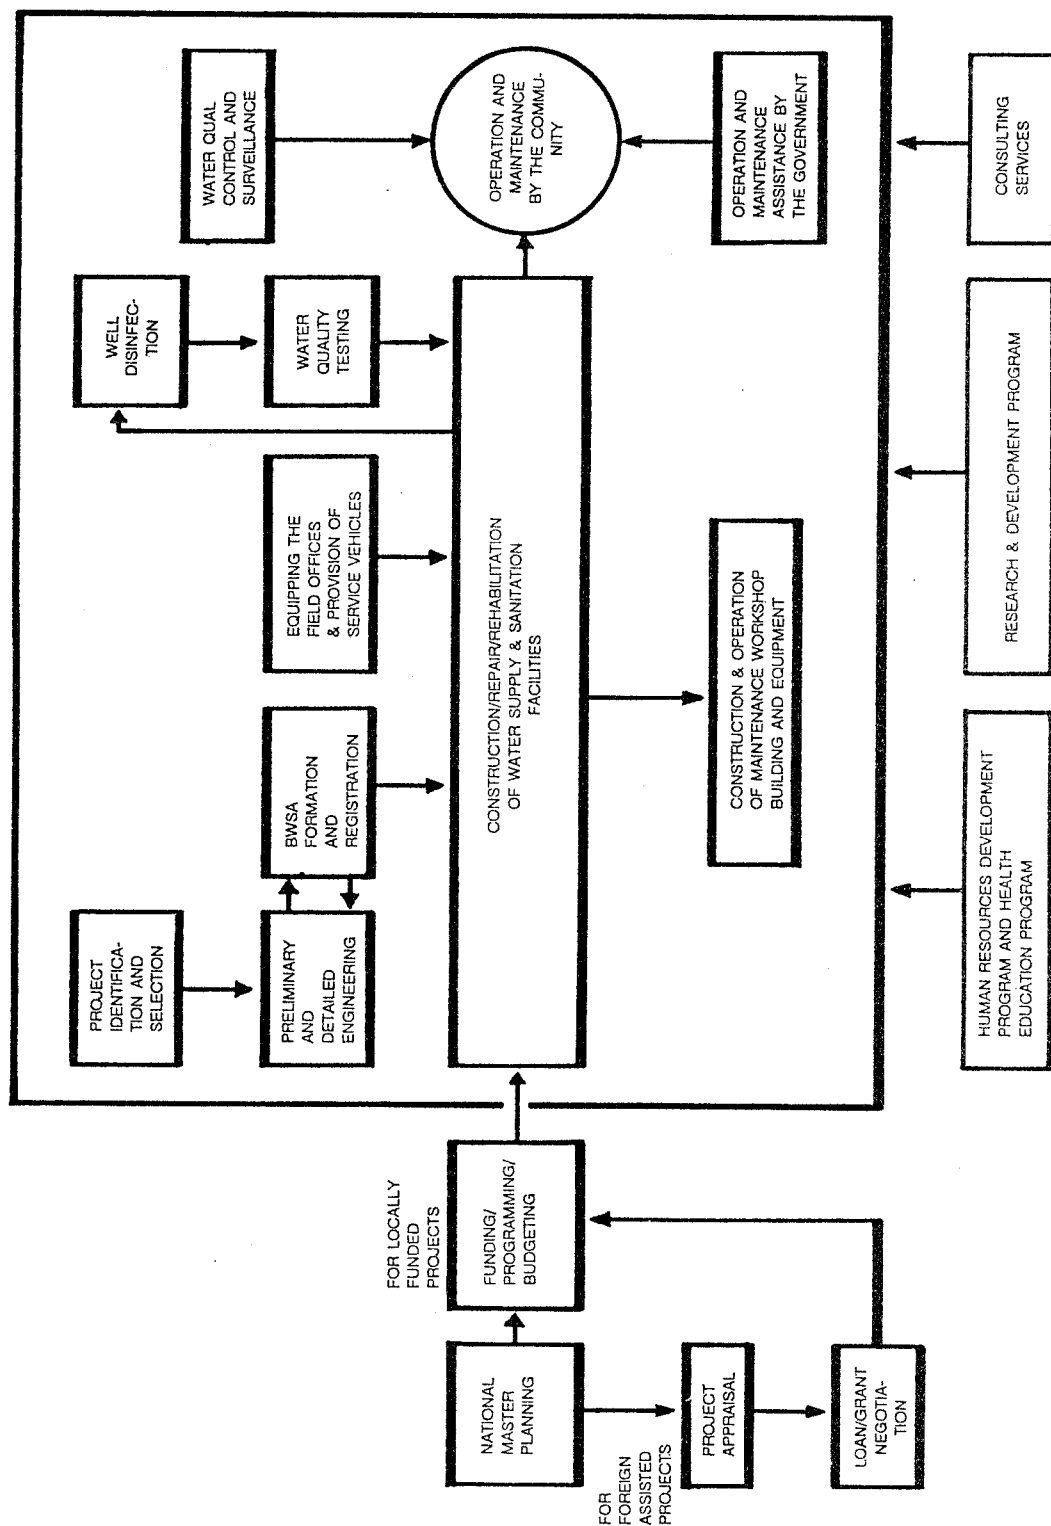 FOR LOCALLY
FUNDED
PROJECTS
NATIONAL
MASTER
PLANNING
FUNDING/
PROGRAMMING/
BUDGETING
FOR
FOREIGN
ASSISTED
PROJECTS
PROJECT
APPRAISAL
LOAN/GRANT
NEGOTIA-
TION
PROJECT
IDENTIFICA-
TION AND
SELECTION
PRELIMINARY
AND
DETAILED
ENGINEERING
BWSA
FORMATION
AND
REGISTRATION
EQUIPPING THE
FIELD OFFICES
& PROVISION OF
SERVICE VEHICLES
WELL
DISINFEC-
TION
WATER
QUALITY
TESTING
WATER QUAL
CONTROL AND
SURVEILLANCE
CONSTRUCTION/REPAIR/REHABILITATION
OF WATER SUPPLY & SANITATION
FACILITIES
OPERATION AND
MAINTENANCE
BY THE COMMU-
NITY
CONSTRUCTION & OPERATION
OF MAINTENANCE WORKSHOP
BUILDING AND EQUIPMENT
OPERATION AND
MAINTENANCE
ASSISTANCE BY
THE GOVERNMENT
HUMAN RESOURCES DEVELOPMENT
PROGRAM AND HEALTH
EDUCATION PROGRAM
RESEARCH & DEVELOPMENT PROGRAM
CONSULTING
SERVICES